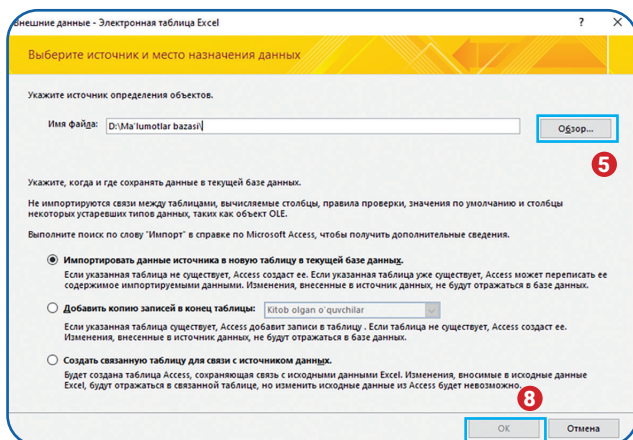 Внешние данные - Электронная таблица Excel
? ×
Выберите источник и место назначения данных
Укажите источник определения объектов.
Имя файла: D:\Ma'lumotlar bazasi\
Обзор...
5
Укажите, когда и где сохранять данные в текущей базе данных.
Не импортируются связи между таблицами, вычисляемые столбцы, правила проверки, значения по умолчанию и столбцы
некоторых устаревших типов данных, таких как объект OLE.
Выполните поиск по слову "Импорт" в справке по Microsoft Access, чтобы получить дополнительные сведения.
Импортировать данные источника в новую таблицу в текущей базе данных.
Если указанная таблица не существует, Access создаст ее. Если указанная таблица уже существует, Access может переписать ее
содержимое импортируемыми данными. Изменения, внесенные в источник данных, не будут отражаться в базе данных.
Добавить копию записей в конец таблицы: Kitob olgan o`quvchilar
Если указанная таблица существует, Access добавит записи в таблицу . Если таблица не существует, Access создаст ее.
Изменения, внесенные в источник данных, не будут отражаться в базе данных.
Создать связанную таблицу для связи с источником данных.
Будет создана таблица Access, сохраняющая связь с исходными данными Excel. Изменения, вносимые в исходные данные
Excel, будут отражаться в связанной таблице, но изменить исходные данные из Access будет невозможно.
8
ОК Отмена